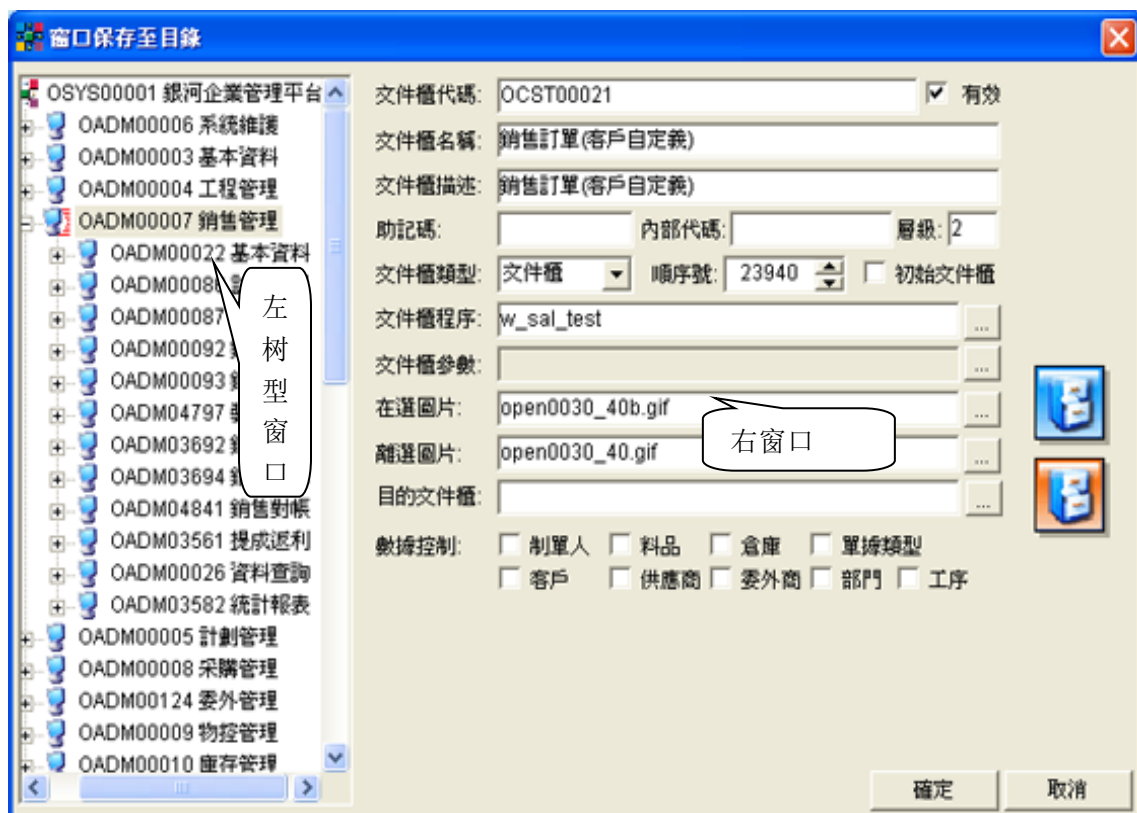 窗口保存至目錄
OSYS00001 銀河企業管理平台
OADM00006 系統維護
OADM00003 基本資料
OADM00004 工程管理
OADM00007 銷售管理
OADM00022 基本資料
OADM0008
OADM00087
OADM00092
OADM00093
OADM04797
OADM03692
OADM03694
OADM04841 銷售對帳
OADM03561 提成返利
OADM00026 資料查詢
OADM03582 統計報表
OADM00005 計劃管理
OADM00008 采購管理
OADM00124 委外管理
OADM00009 物控管理
OADM00010 庫存管理
左
树
型
窗
口
文件櫃代碼: OCST00021 有效
文件櫃名稱: 銷售訂單(客戶自定義)
文件櫃描述: 銷售訂單(客戶自定義)
助記碼: 內部代碼: 層級: 2
文件櫃類型: 文件櫃 順序號: 23940 初始文件櫃
文件櫃程序: w_sal_test ...
文件櫃參數: ...
在選圖片: open0030_40b.gif ...
離選圖片: open0030_40.gif ...
右窗口
目的文件櫃: ...
數據控制: 制單人 料品 倉庫 單據類型
客戶 供應商 委外商 部門 工序
確定 取消